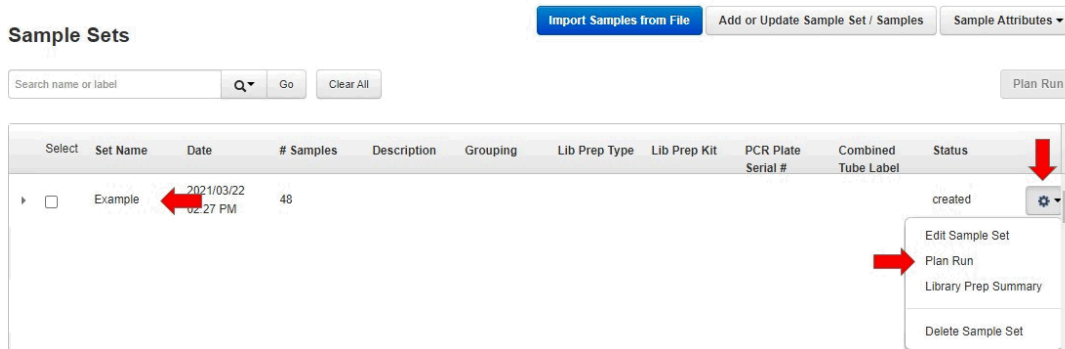 Import Samples from File Add or Update Sample Set / Samples Sample Attributes
Sample Sets
Search name or label Go Clear All Plan Run
Select Set Name Date # Samples Description Grouping Lib Prep Type Lib Prep Kit PCR Plate Serial # Combined Tube Label Status
Example 2021/03/22 02:27 PM 48 created
Edit Sample Set
Plan Run
Library Prep Summary
Delete Sample Set